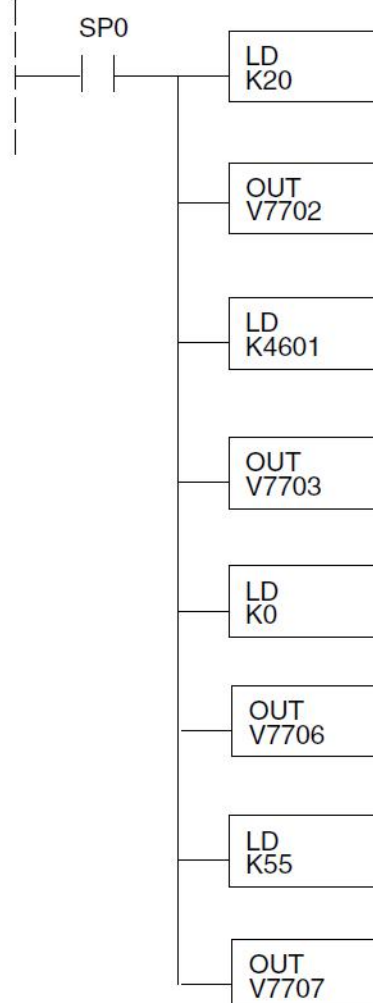 SP0
LD
K20
OUT
V7702
LD
K4601
OUT
V7703
LD
K0
OUT
V7706
LD
K55
OUT
V7707